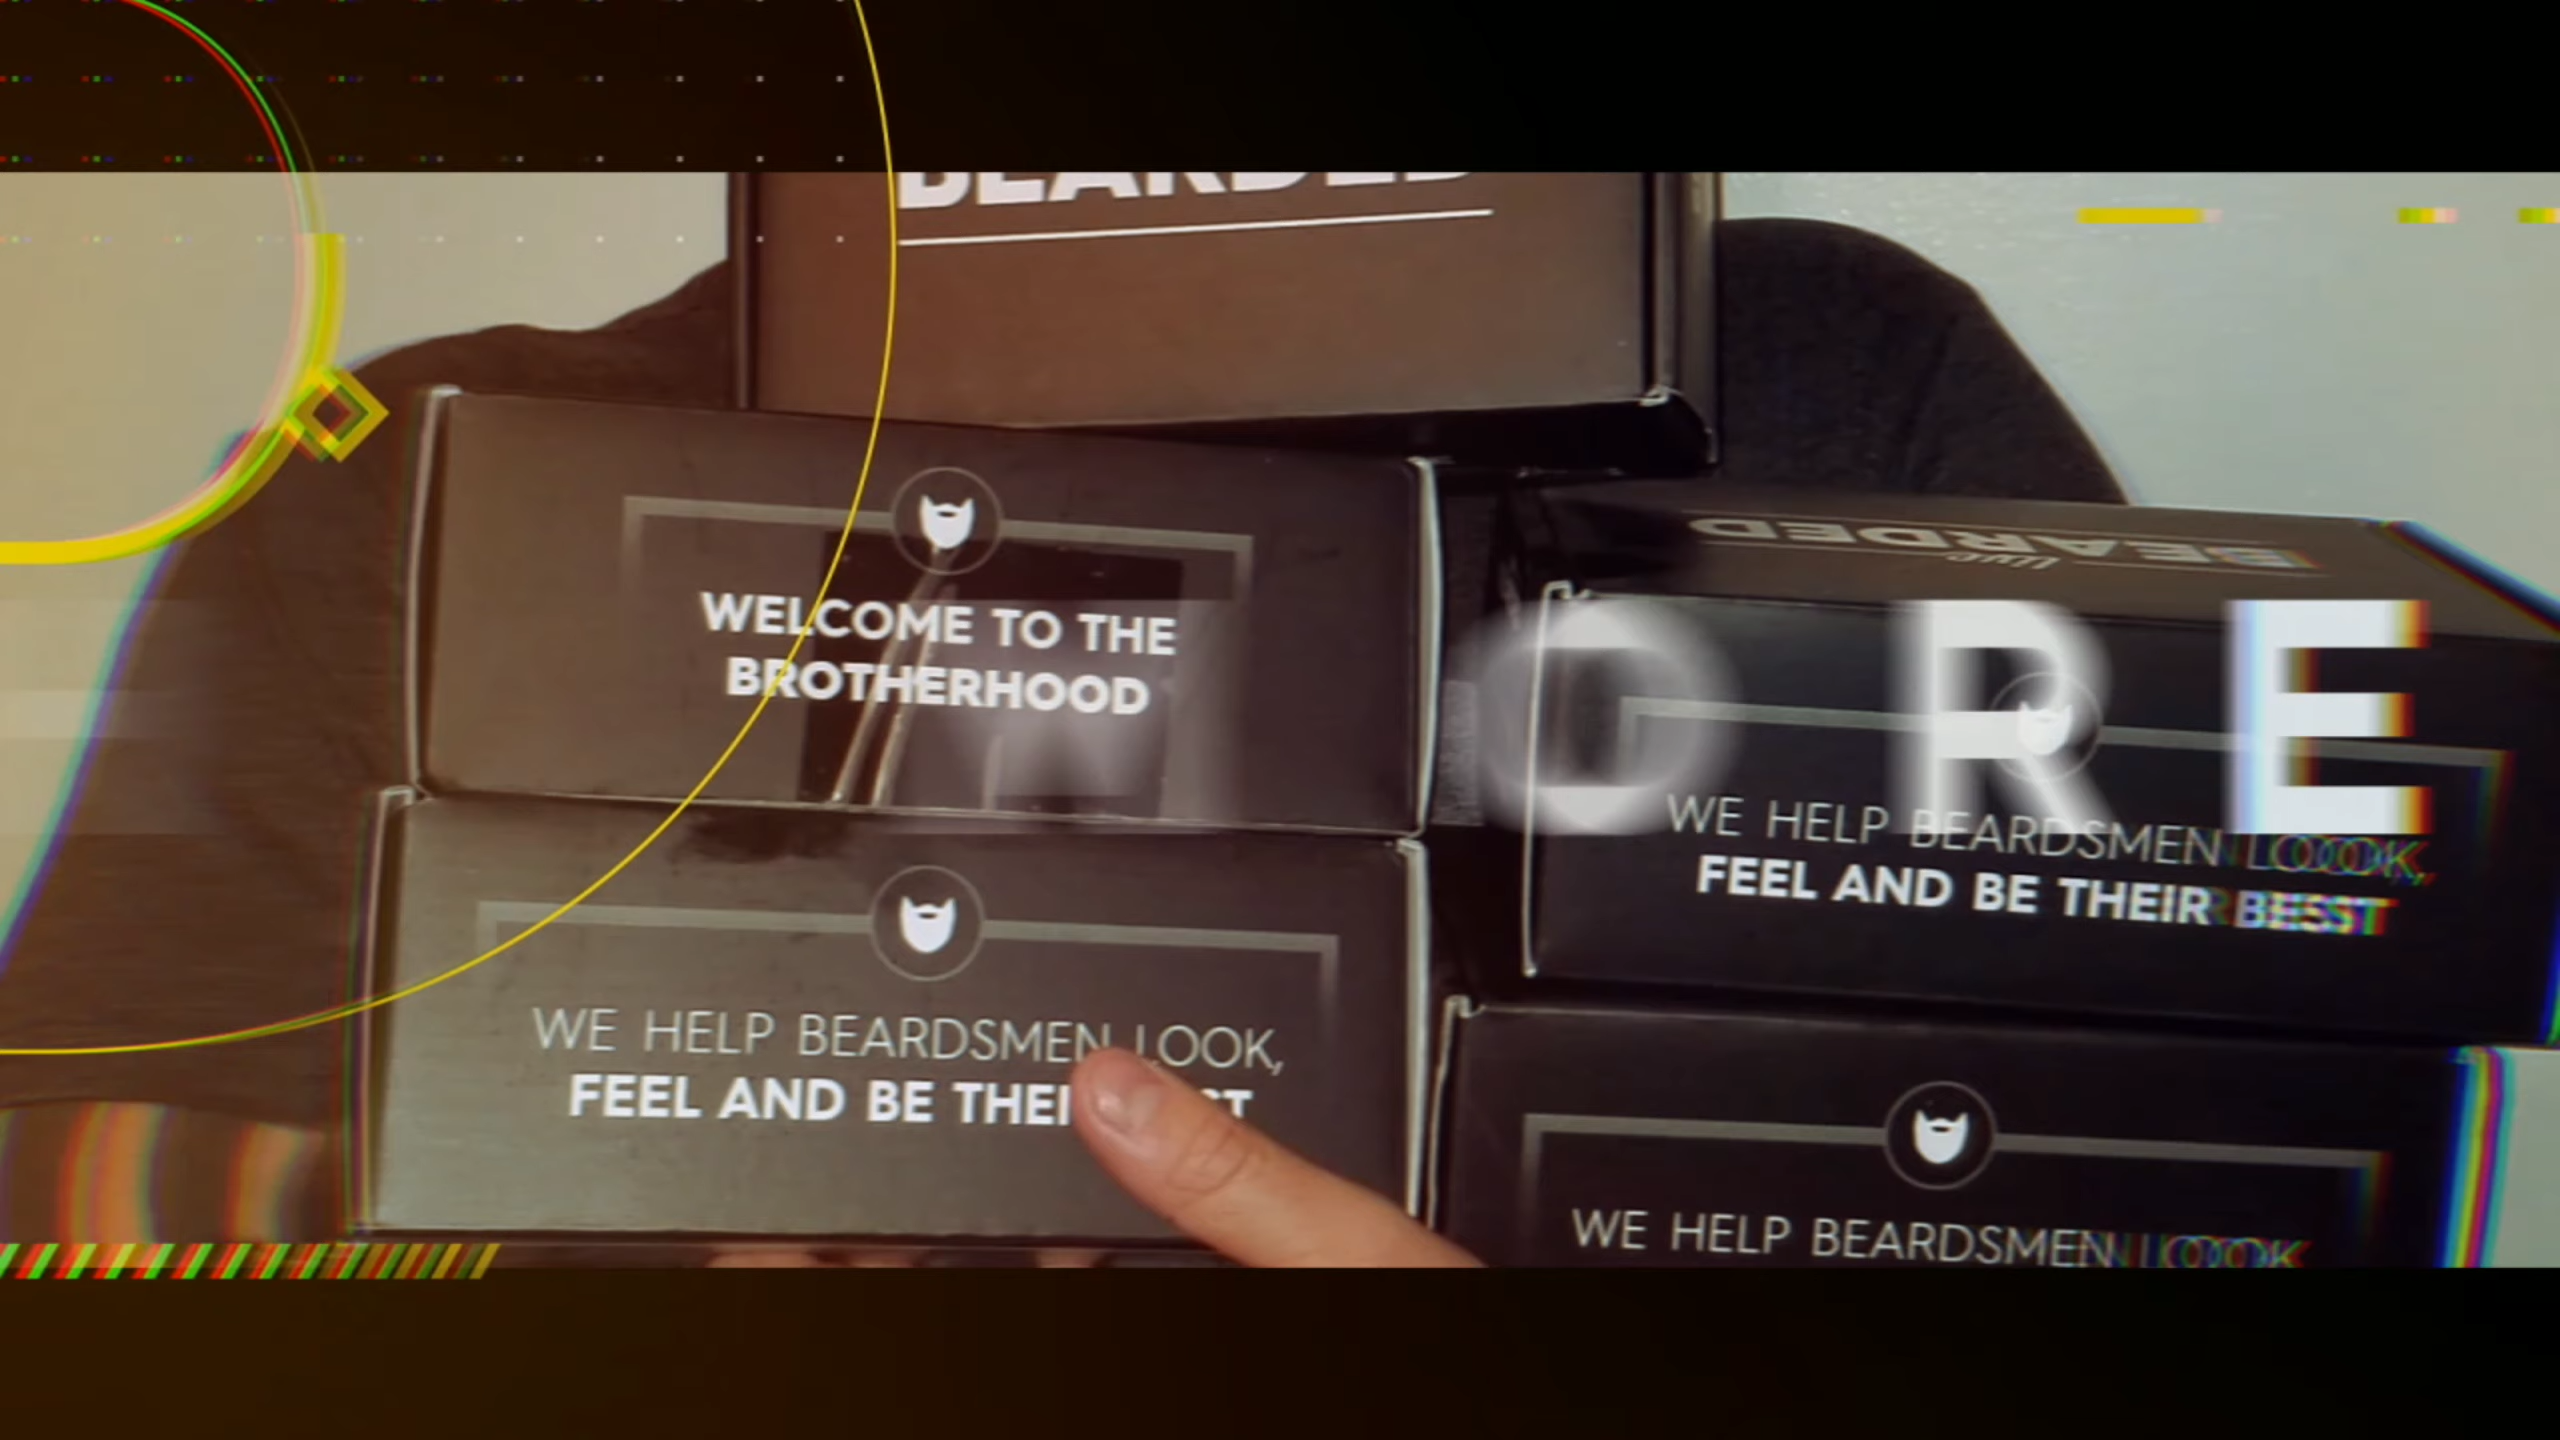 BEARDED
WELCOME TO THE
BROTHERHOOD
live
BEARDED
ORE
WE HELP BEARDSMEN LOOK,
FEEL AND BE THEIR BEST
WE HELP BEARDSMEN LOOK,
FEEL AND BE
WE HELP BEARDSMEN LOOK